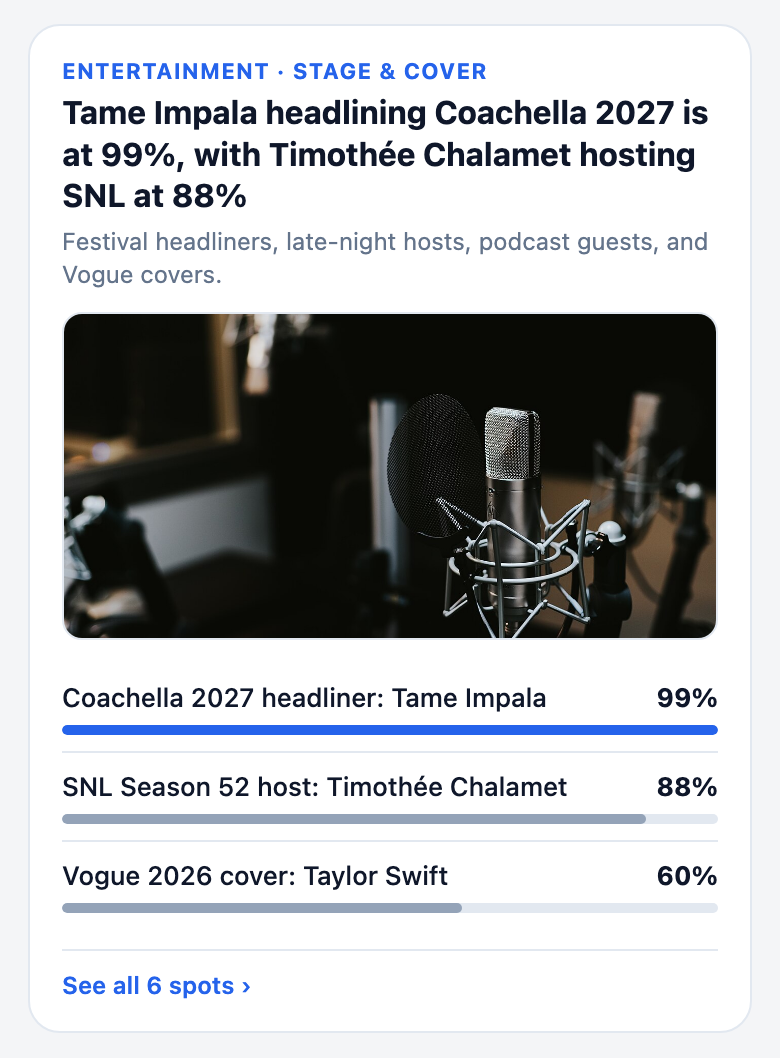 ENTERTAINMENT · STAGE & COVER
Tame Impala headlining Coachella 2027 is
at 99%, with Timothée Chalamet hosting
SNL at 88%
Festival headliners, late-night hosts, podcast guests, and
Vogue covers.
Coachella 2027 headliner: Tame Impala 99%
SNL Season 52 host: Timothée Chalamet 88%
Vogue 2026 cover: Taylor Swift 60%
See all 6 spots ›